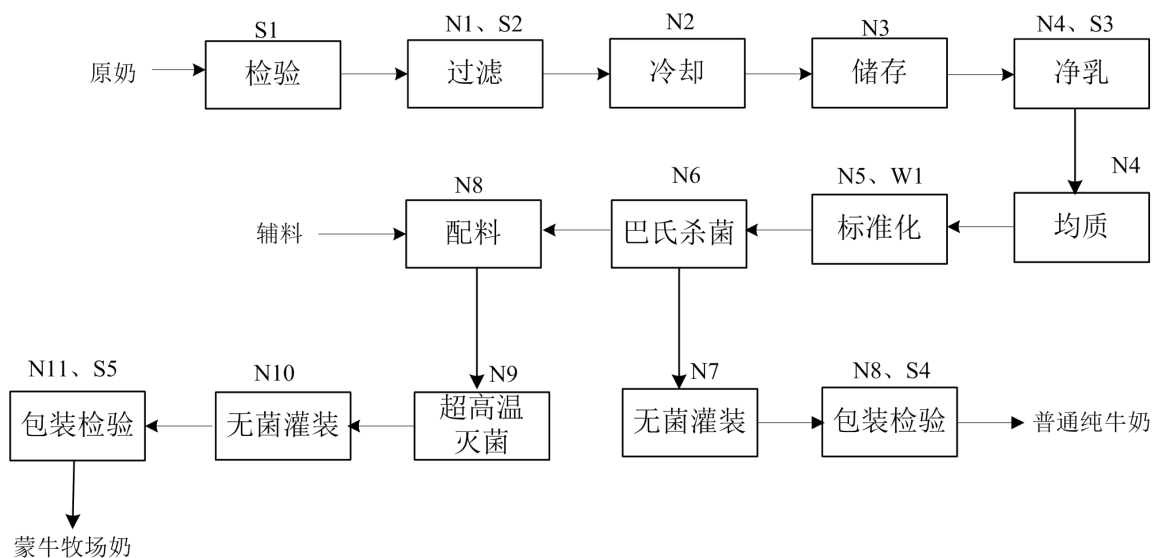 S1
N1、S2
N2
N3
N4、S3
原奶
检验
过滤
冷却
储存
净乳
N8
N6
N5、W1
N4
辅料
配料
巴氏杀菌
标准化
均质
N11、S5
N10
N9
N7
N8、S4
包装检验
无菌灌装
超高温
灭菌
无菌灌装
包装检验
普通纯牛奶
蒙牛牧场奶